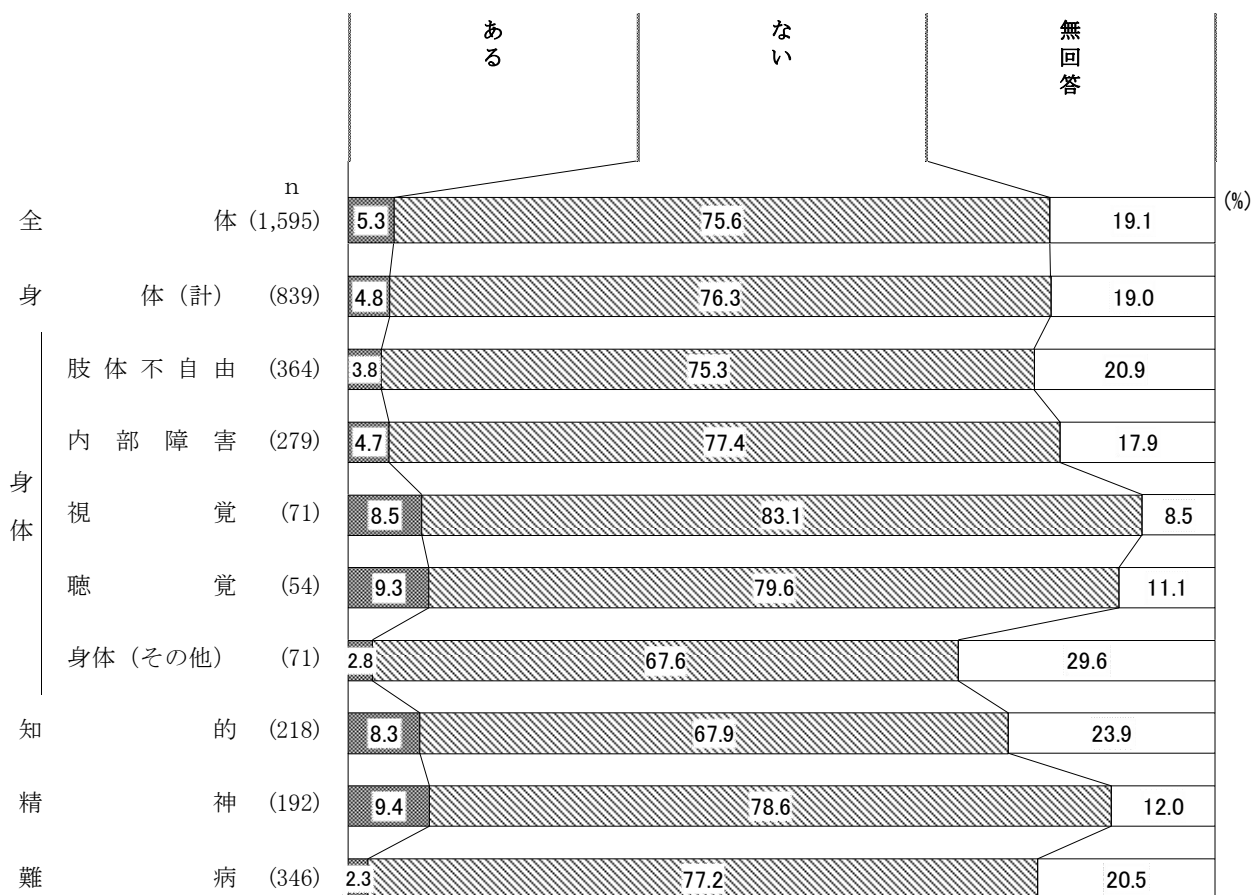 ある
ない
無回答
n
(%)
全体 (1,595) 5.3 75.6 19.1
身体（計） (839) 4.8 76.3 19.0
身体
肢体不自由 (364) 3.8 75.3 20.9
内部障害 (279) 4.7 77.4 17.9
視覚 (71) 8.5 83.1 8.5
聴覚 (54) 9.3 79.6 11.1
身体（その他） (71) 2.8 67.6 29.6
知的 (218) 8.3 67.9 23.9
精神 (192) 9.4 78.6 12.0
難病 (346) 2.3 77.2 20.5